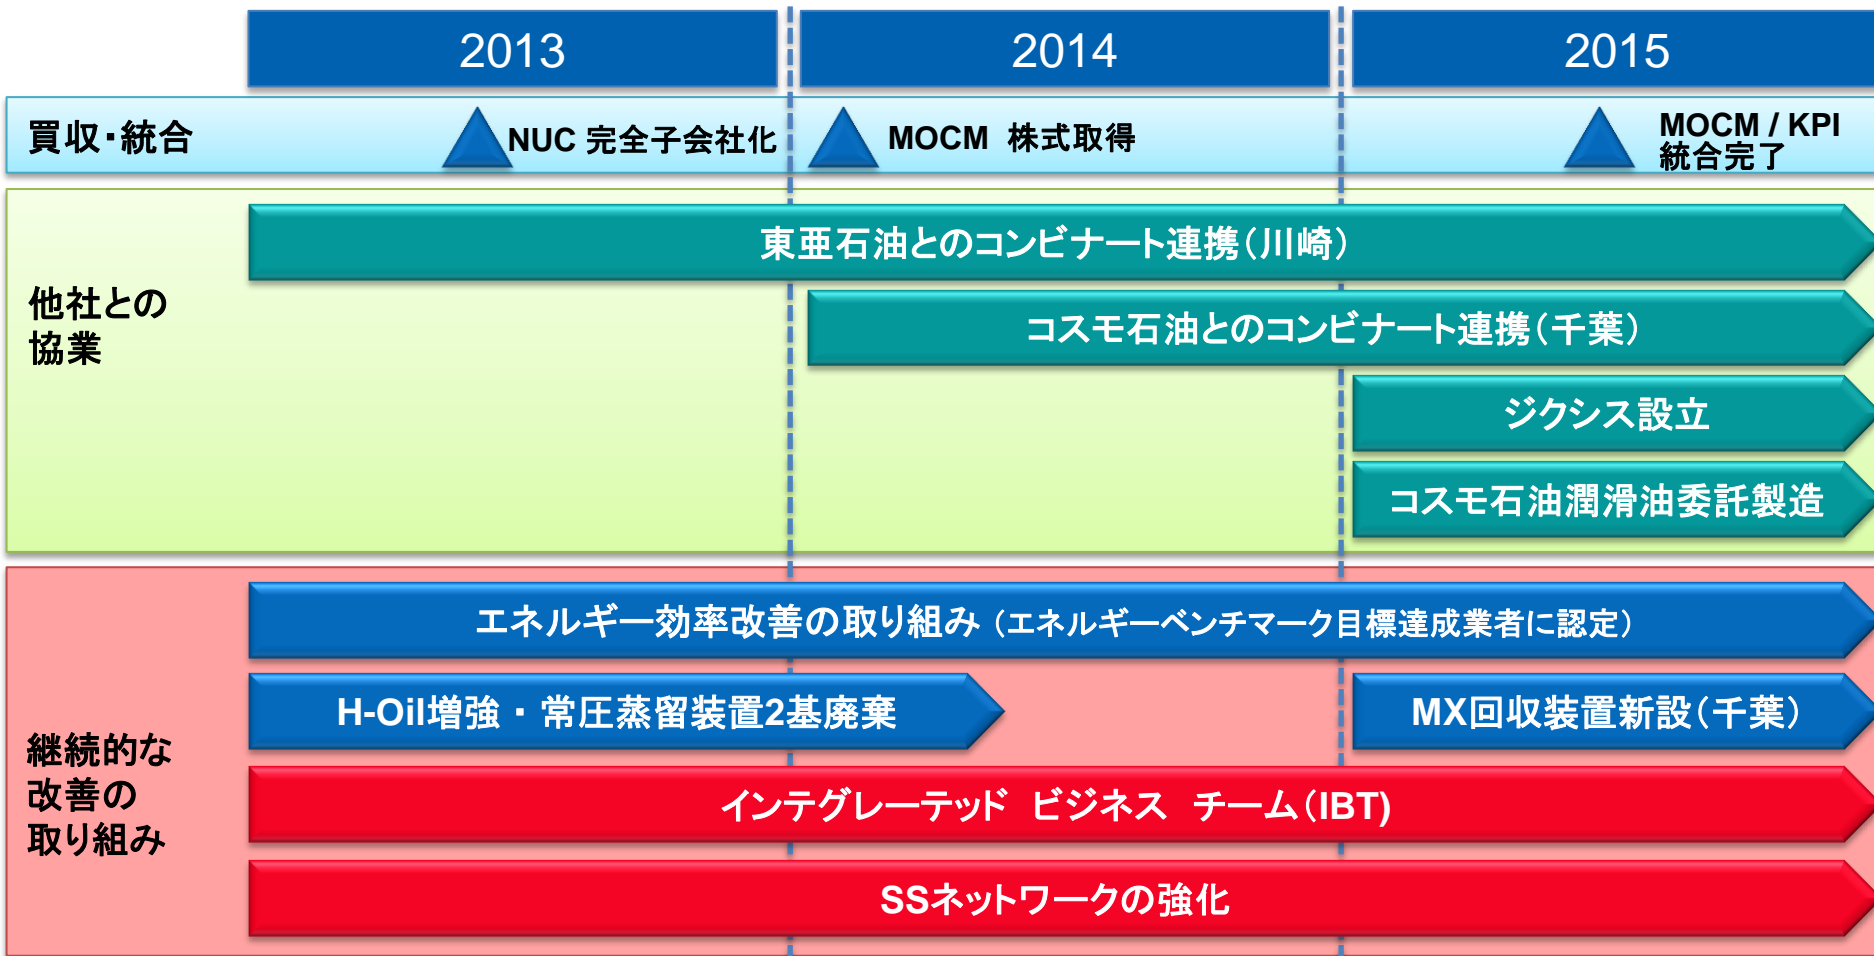 2013
2014
2015
買収・統合
NUC 完全子会社化
MOCM 株式取得
MOCM / KPI
統合完了
他社との
協業
東亜石油とのコンビナート連携（川崎）
コスモ石油とのコンビナート連携（千葉）
ジクシス設立
コスモ石油潤滑油委託製造
継続的な
改善の
取り組み
エネルギー効率改善の取り組み（エネルギーベンチマーク目標達成業者に認定）
H-Oil増強・常圧蒸留装置2基廃棄
MX回収装置新設（千葉）
インテグレーテッド ビジネス チーム（IBT)
SSネットワークの強化